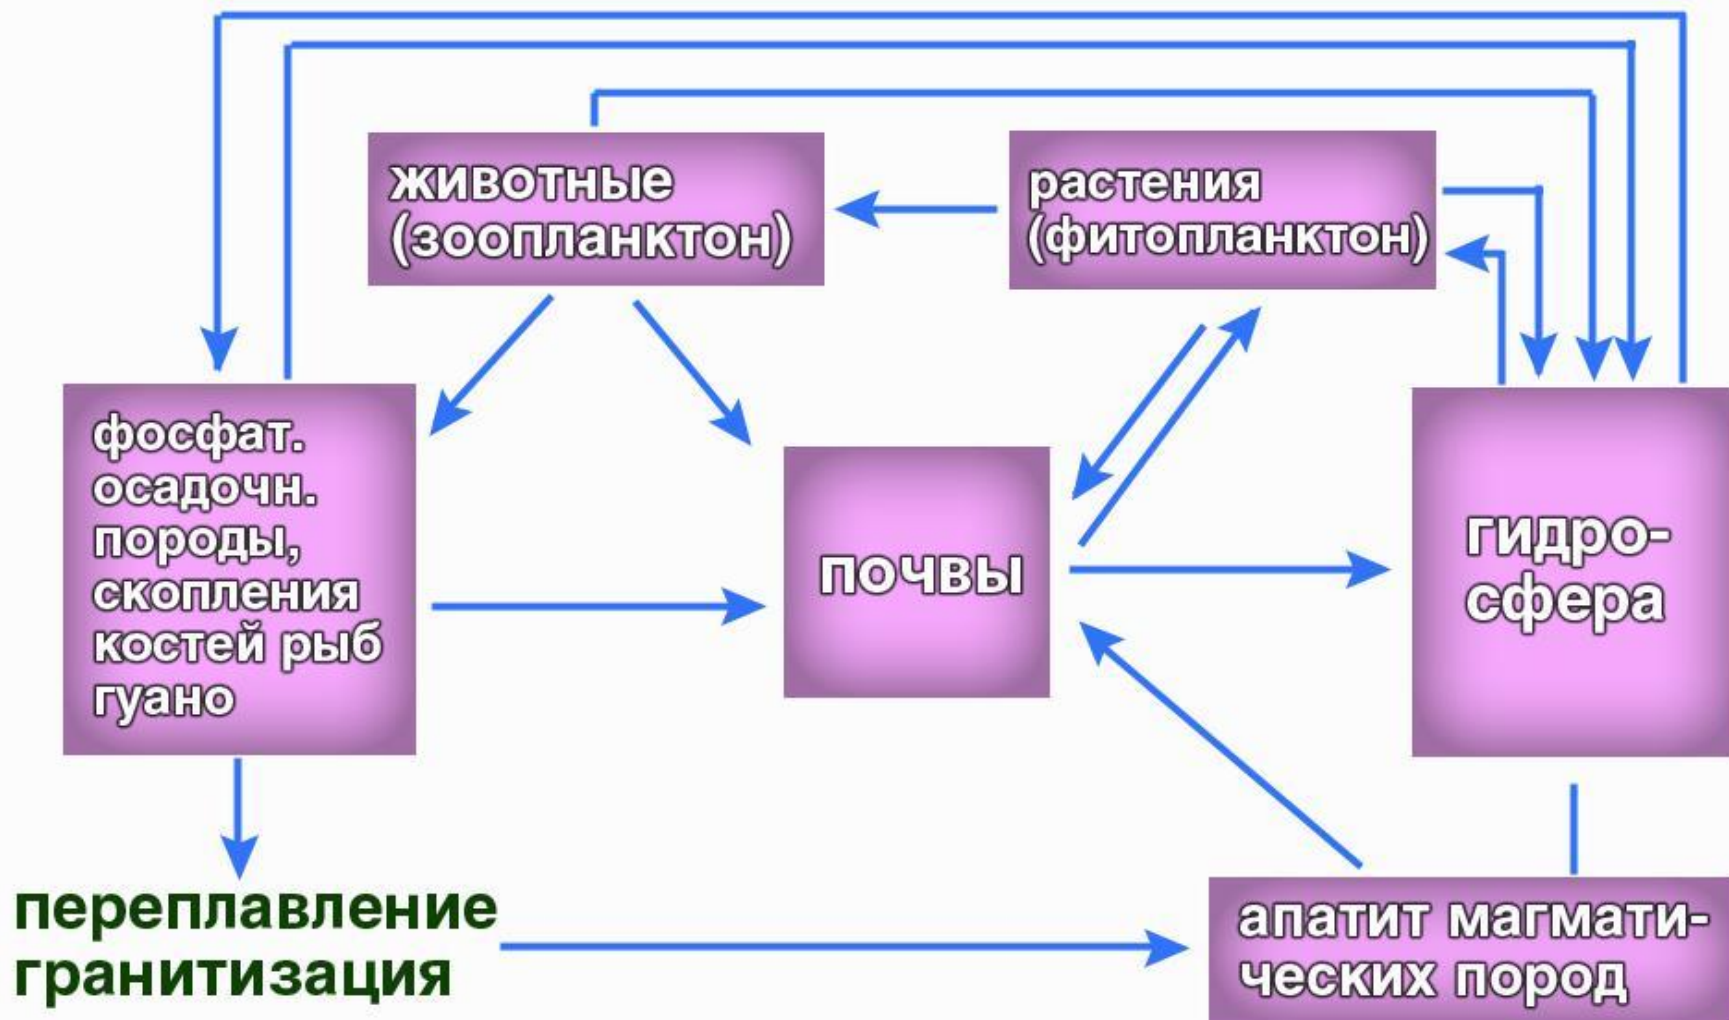 животные
(зоопланктон)
растения
(фитопланктон)
фосфат.
осадочн.
породы,
скопления
костей рыб
гуано
почвы
гидро-
сфера
переплавление
гранитизация
апатит магмати-
ческих пород